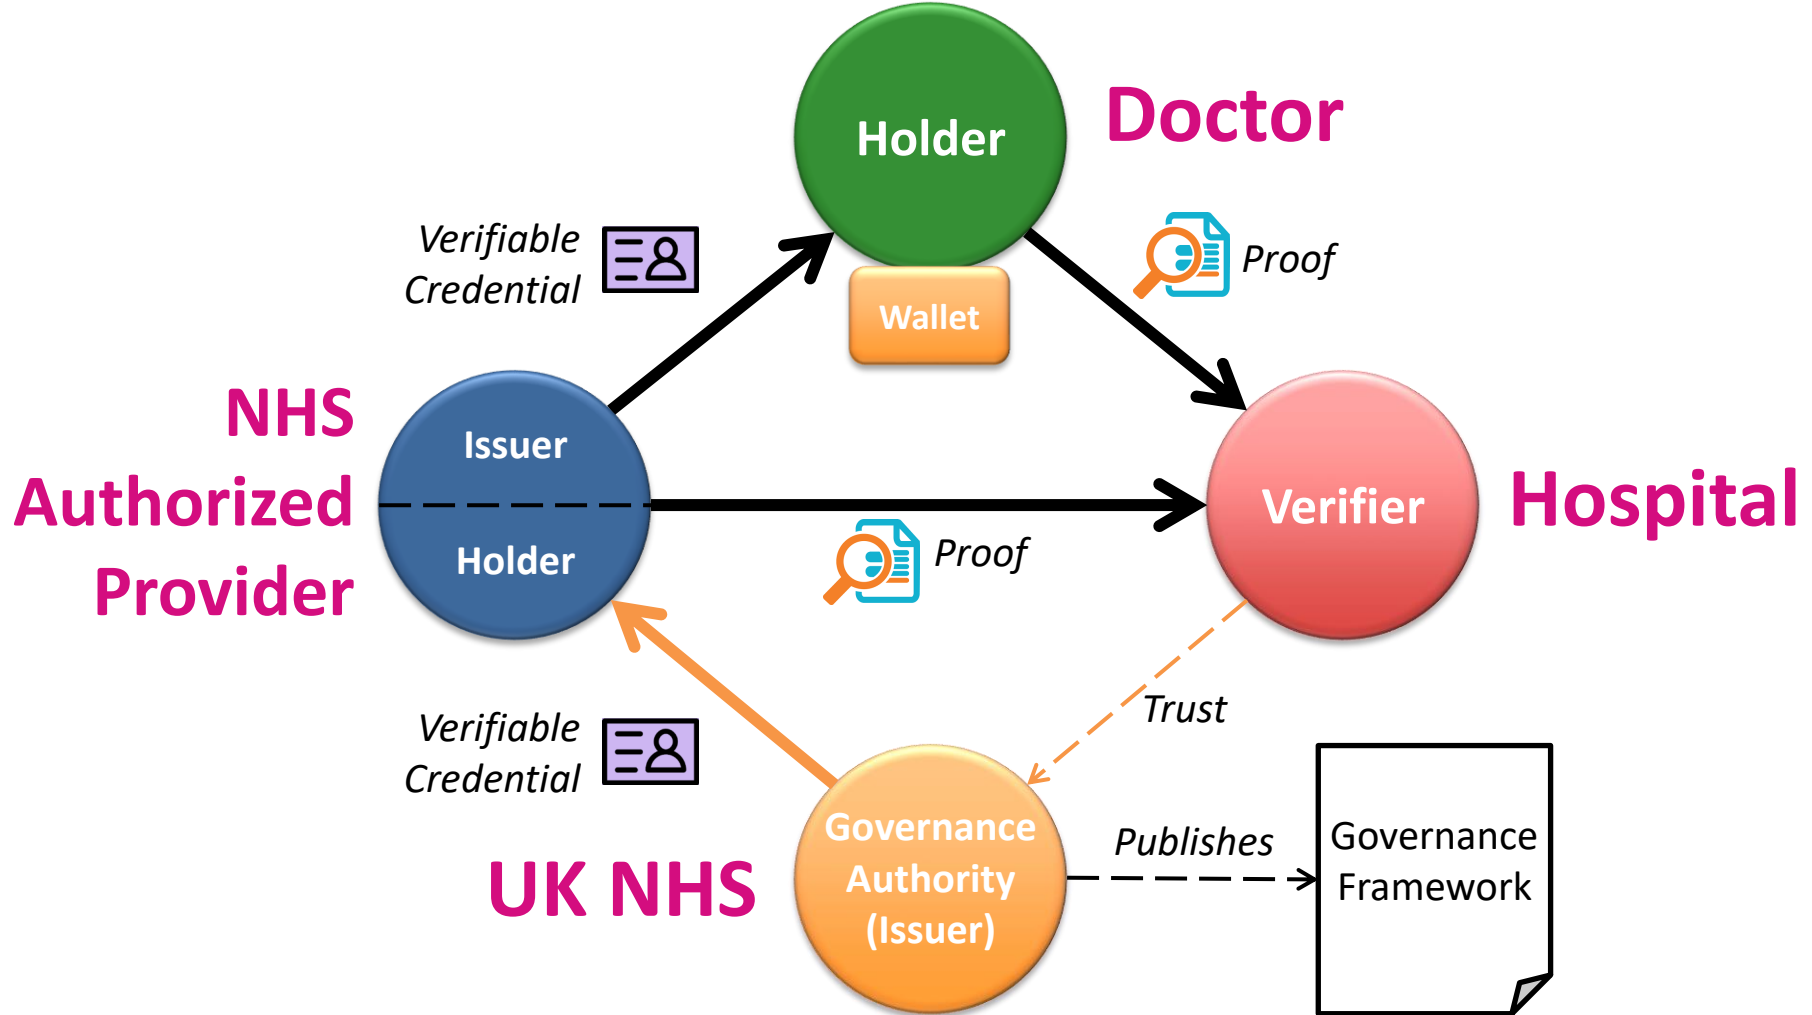 Holder
Doctor
Verifiable
Credential
Proof
Wallet
NHS
Authorized
Provider
Issuer
Holder
Verifier
Hospital
Proof
Verifiable
Credential
Trust
UK NHS
Governance
Authority
(Issuer)
Publishes
Governance
Framework